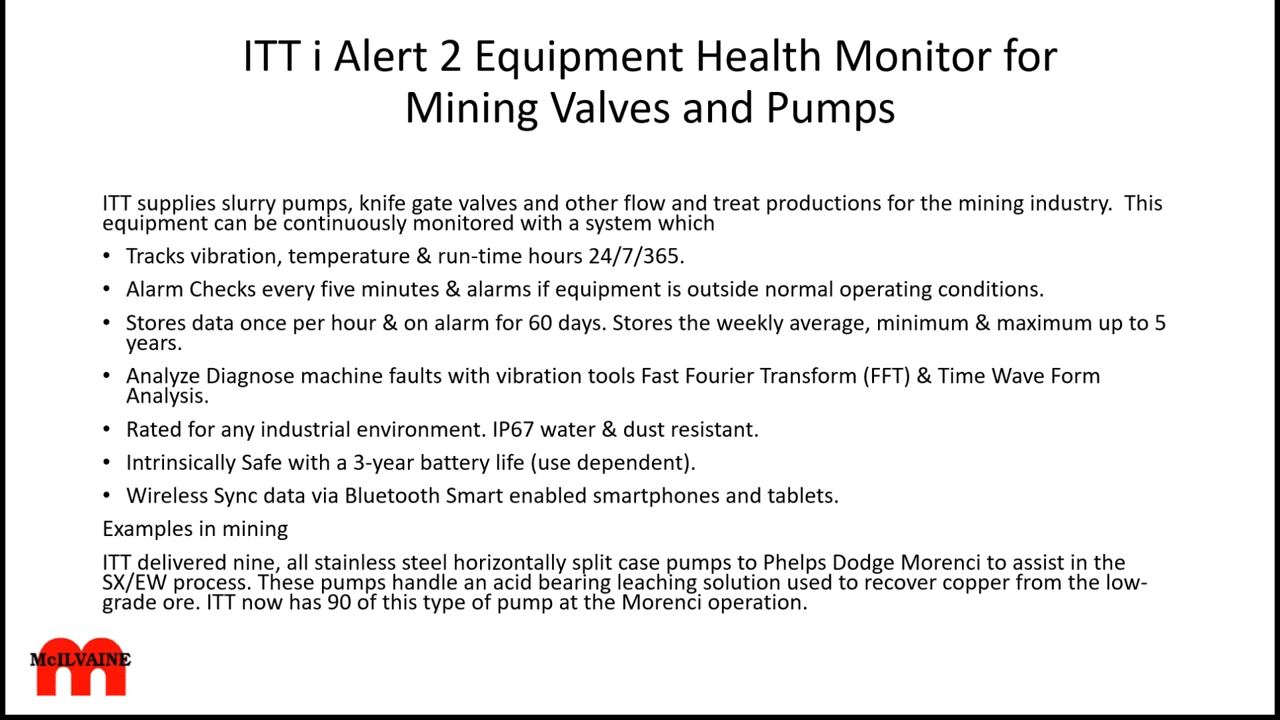 ITT i Alert 2 Equipment Health Monitor for
Mining Valves and Pumps
ITT supplies slurry pumps, knife gate valves and other flow and treat productions for the mining industry.  This
equipment can be continuously monitored with a system which
• Tracks vibration, temperature & run-time hours 24/7/365.
• Alarm Checks every five minutes & alarms if equipment is outside normal operating conditions.
• Stores data once per hour & on alarm for 60 days. Stores the weekly average, minimum & maximum up to 5
years.
• Analyze Diagnose machine faults with vibration tools Fast Fourier Transform (FFT) & Time Wave Form
Analysis.
• Rated for any industrial environment. IP67 water & dust resistant.
• Intrinsically Safe with a 3-year battery life (use dependent).
• Wireless Sync data via Bluetooth Smart enabled smartphones and tablets.
Examples in mining
ITT delivered nine, all stainless steel horizontally split case pumps to Phelps Dodge Morenci to assist in the
SX/EW process. These pumps handle an acid bearing leaching solution used to recover copper from the low-
grade ore. ITT now has 90 of this type of pump at the Morenci operation.
McILVAINE